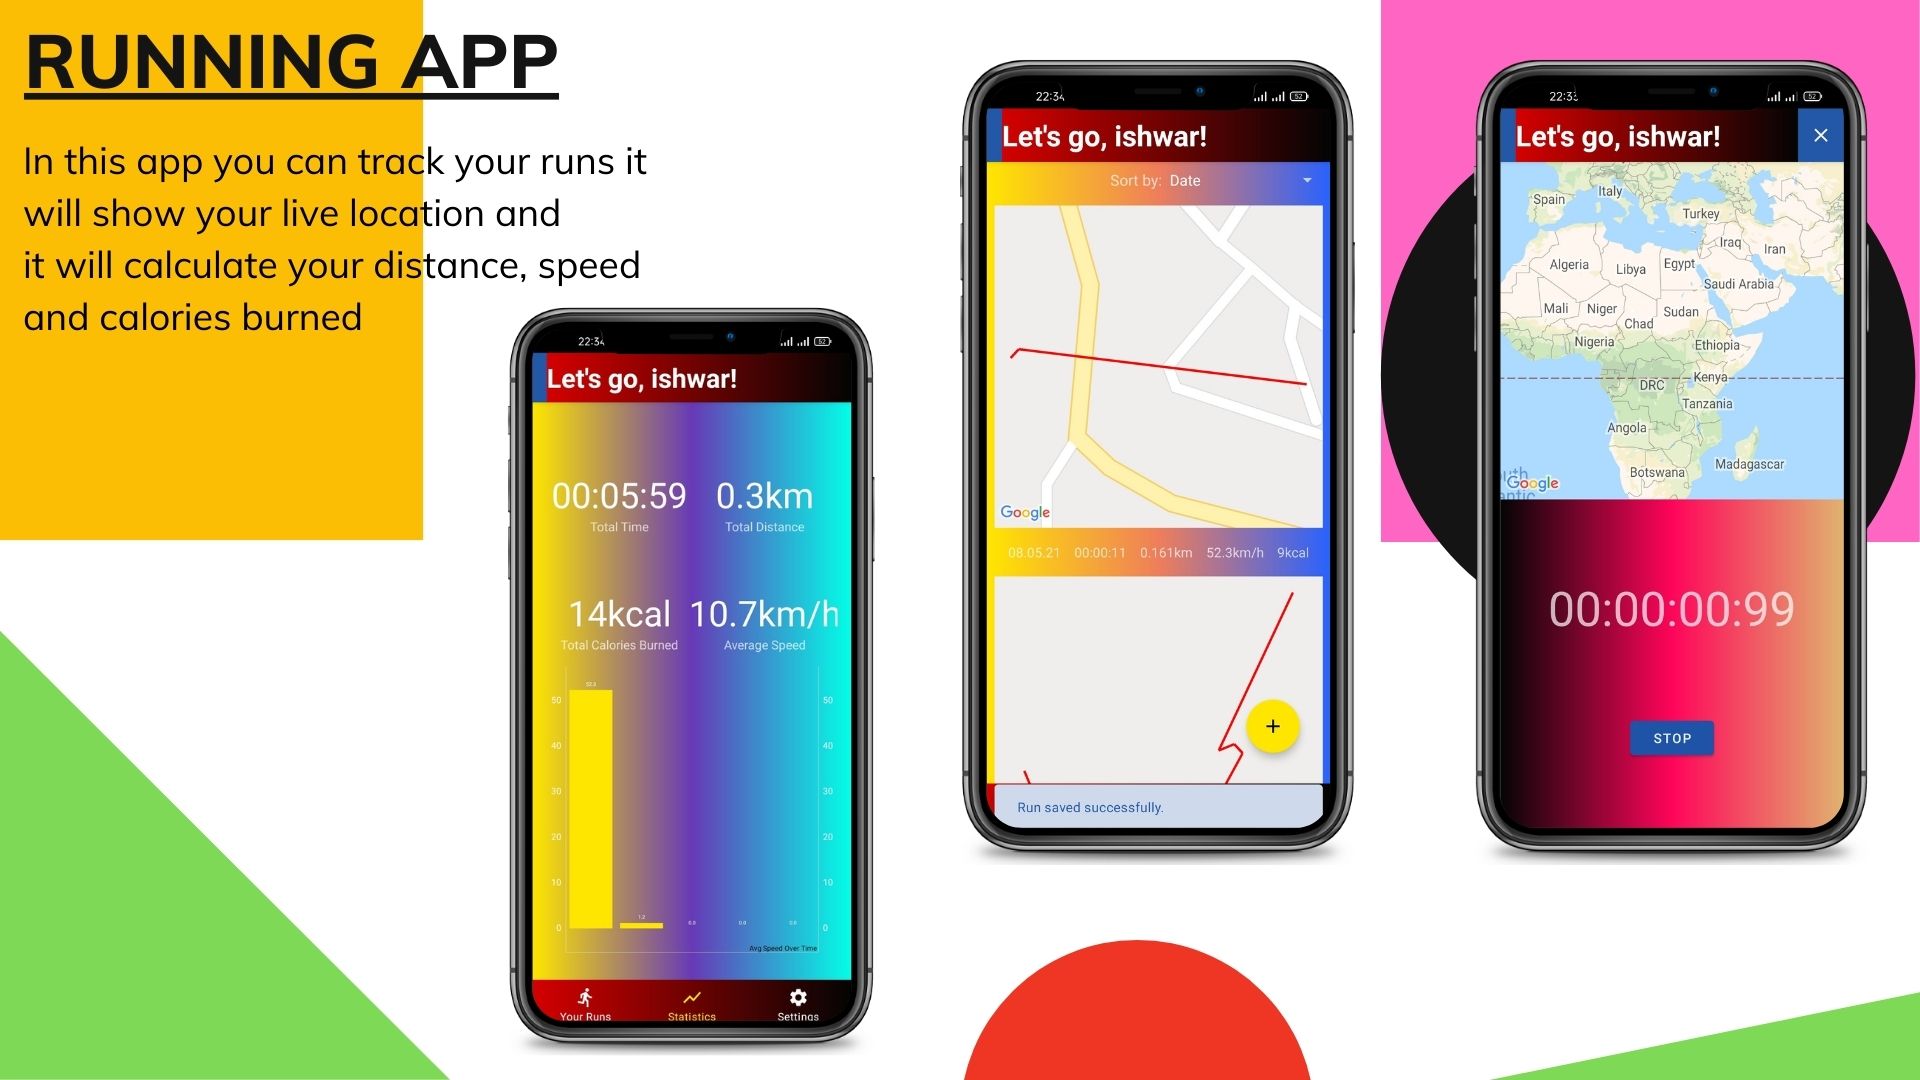 RUNNING APP
In this app you can track your runs it
will show your live location and
it will calculate your distance, speed
and calories burned
22:34
52
Let's go, ishwar!
00:05:59 0.3km
Total Time Total Distance
14kcal 10.7km/h
Total Calories Burned Average Speed
52.3
50 50
40 40
30 30
20 20
10 10
1.2 0.0 0.0 0.0
0 0
Avg Speed Over Time
Your Runs Statistics Settings
22:34
52
Let's go, ishwar!
Sort by: Date
Google
08.05.21 00:00:11 0.161km 52.3km/h 9kcal
+
Run saved successfully.
22:33
52
Let's go, ishwar!
Italy
Spain
Turkey
Iraq
Iran
Algeria
Libya
Egypt
Saudi Arabia
Mali
Niger
Sudan
Chad
Nigeria
Ethiopia
Kenya
DRC
Tanzania
Angola
Madagascar
Botswana
uth
Google
antic
00:00:00:99
STOP